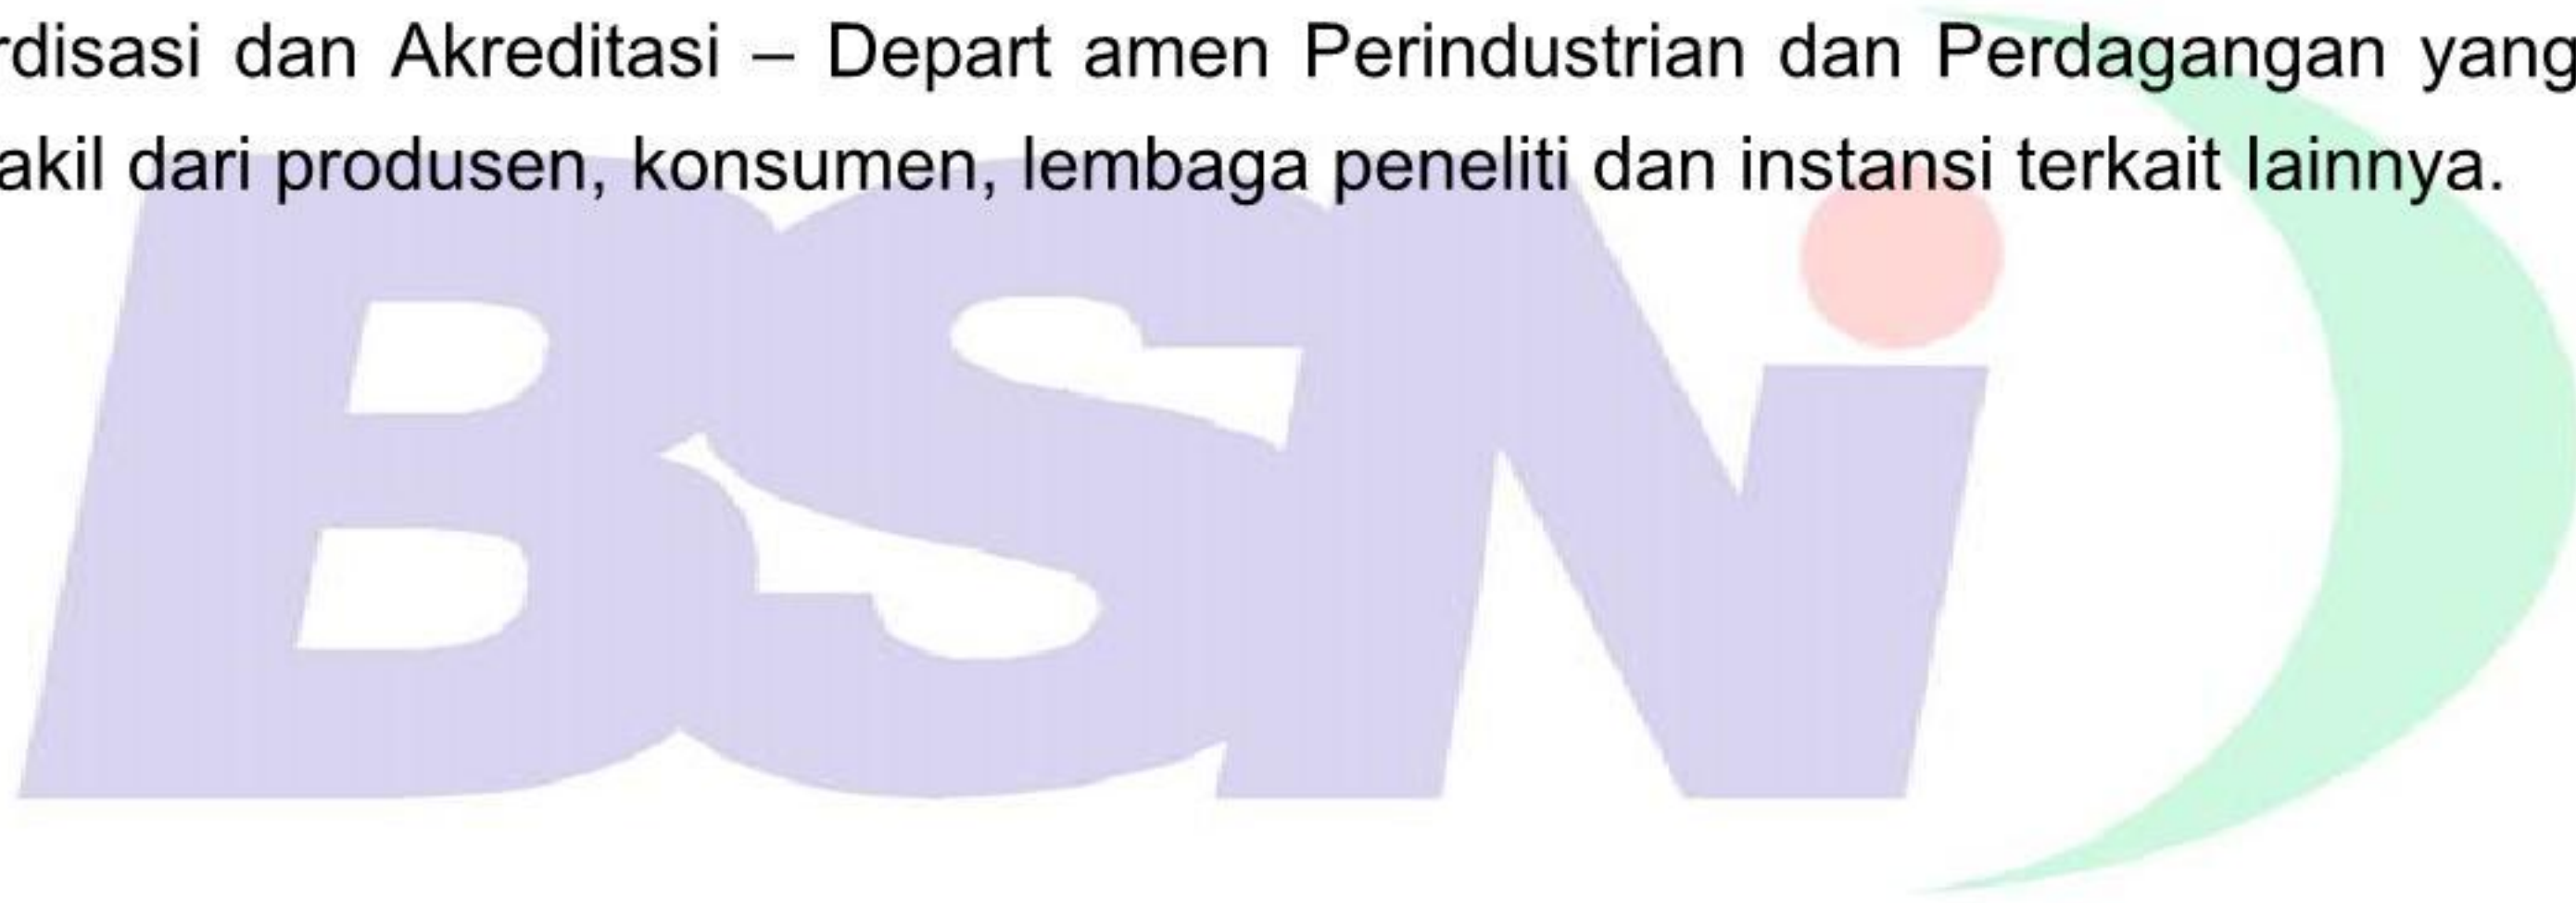 rdisasi dan Akreditasi – Depart amen Perindustrian dan Perdagangan yang
akil dari produsen, konsumen, lembaga peneliti dan instansi terkait lainnya.
BSNi